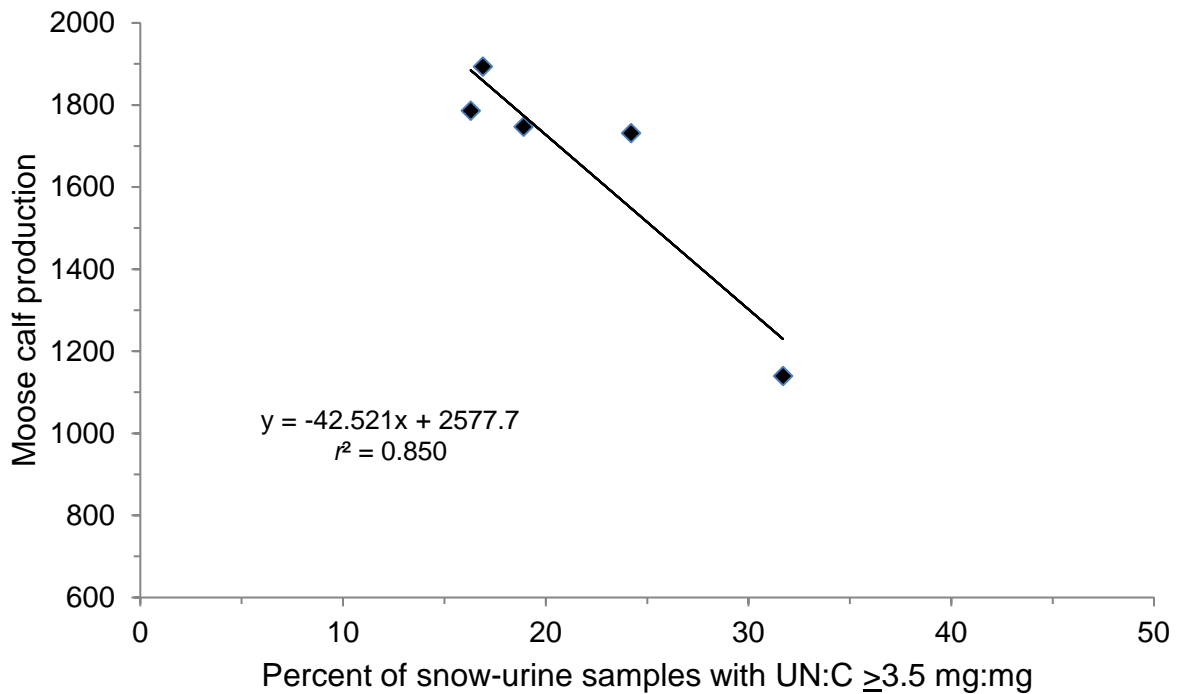 2000
1800
1600
1400
1200
1000
800
600
Moose calf production
y = -42.521x + 2577.7
r² = 0.850
0 10 20 30 40 50
Percent of snow-urine samples with UN:C ≥3.5 mg:mg